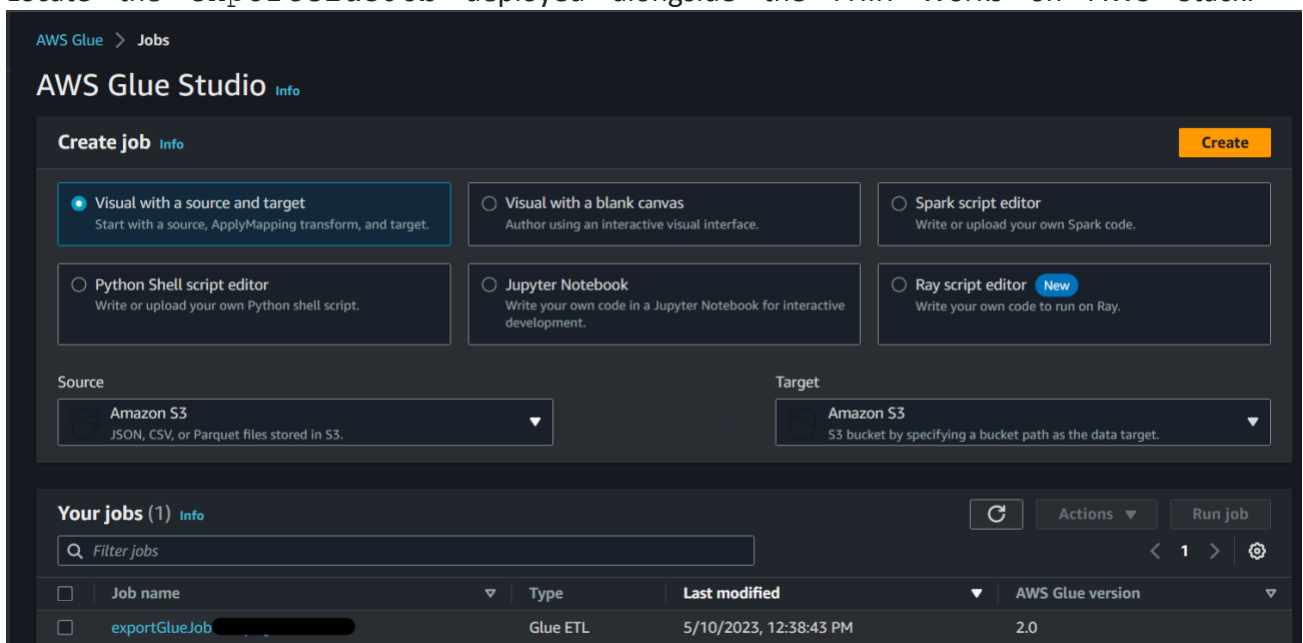 AWS Glue > Jobs
AWS Glue Studio Info
Create job Info
Create
Visual with a source and target
Start with a source, ApplyMapping transform, and target.
Visual with a blank canvas
Author using an interactive visual interface.
Spark script editor
Write or upload your own Spark code.
Python Shell script editor
Write or upload your own Python shell script.
Jupyter Notebook
Write your own code in a Jupyter Notebook for interactive
development.
Ray script editor New
Write your own code to run on Ray.
Source
Amazon S3
JSON, CSV, or Parquet files stored in S3.
Target
Amazon S3
S3 bucket by specifying a bucket path as the data target.
Your jobs (1) Info
Actions
Run job
Filter jobs
< 1 >
Job name Type Last modified AWS Glue version
exportGlueJob Glue ETL 5/10/2023, 12:38:43 PM 2.0